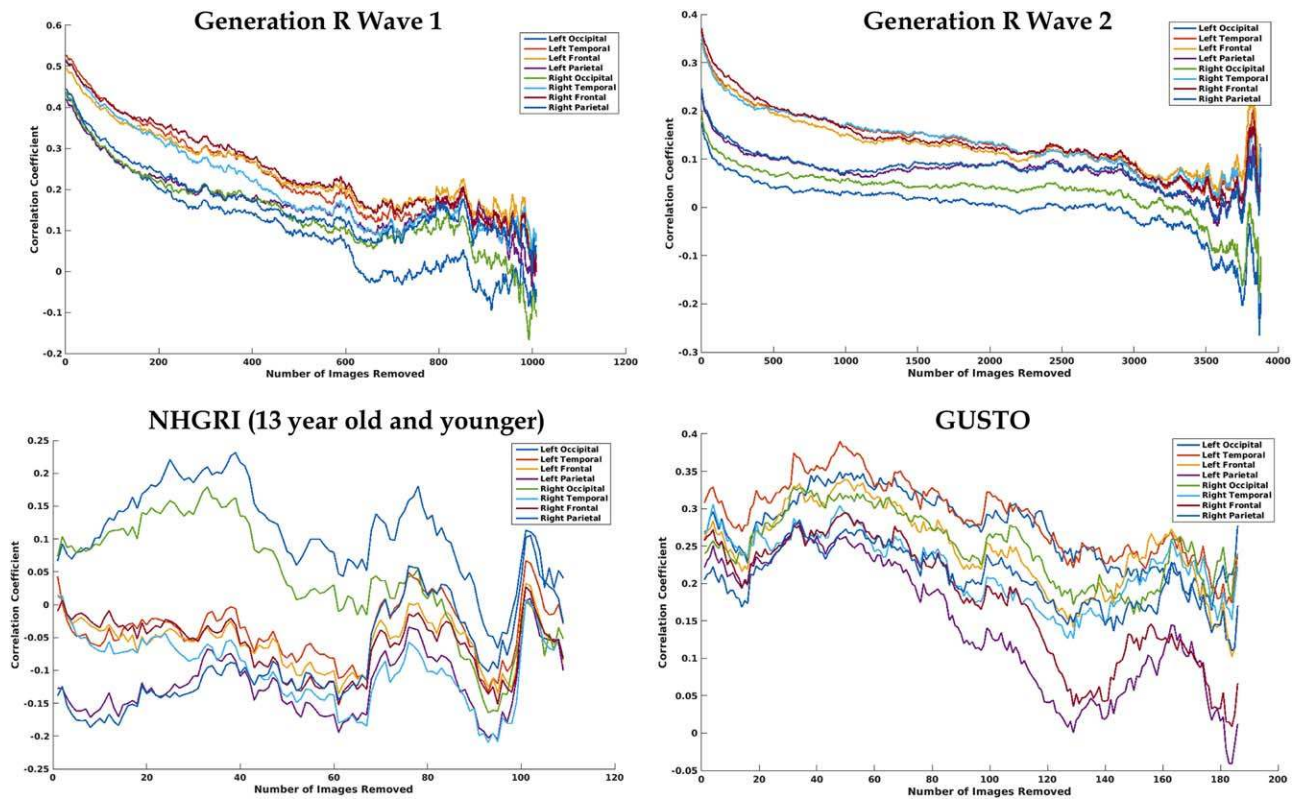 Generation R Wave 1
0.6
0.5
0.4
0.3
0.2
0.1
0
0.1
-0.2
Correlation Coefficient
0
200
400
600
800
1000
1200
Number of Images Removed
Left Occipital
Left Temporal
Left Frontal
Left Parietal
Right Occipital
Right Temporal
Right Frontal
Right Parietal
Generation R Wave 2
0.4
0.3
0.2
0.1
0
-0.1
-0.2
-0.3
Correlation Coefficient
0
500
1000
1500
2000
2500
3000
3500
4000
Number of Images Removed
Left Occipital
Left Temporal
Left Frontal
Left Parietal
Right Occipital
Right Temporal
Right Frontal
Right Parietal
NHGRI (13 year old and younger)
0.25
0.2
0.15
0.1
0.05
0
-0.05
-0.1
-0.15
-0.2
-0.25
Correlation Coefficient
0
20
40
60
80
100
120
Number of Images Removed
Left Occipital
Left Temporal
Left Frontal
Left Parietal
Right Occipital
Right Temporal
Right Frontal
Right Parietal
GUSTO
0.4
0.35
0.3
0.25
0.2
0.15
0.1
0.05
0
-0.05
Correlation Coefficient
0
20
40
60
80
100
120
140
160
180
200
Number of Images Removed
Left Occipital
Left Temporal
Left Frontal
Left Parietal
Right Occipital
Right Temporal
Right Frontal
Right Parietal